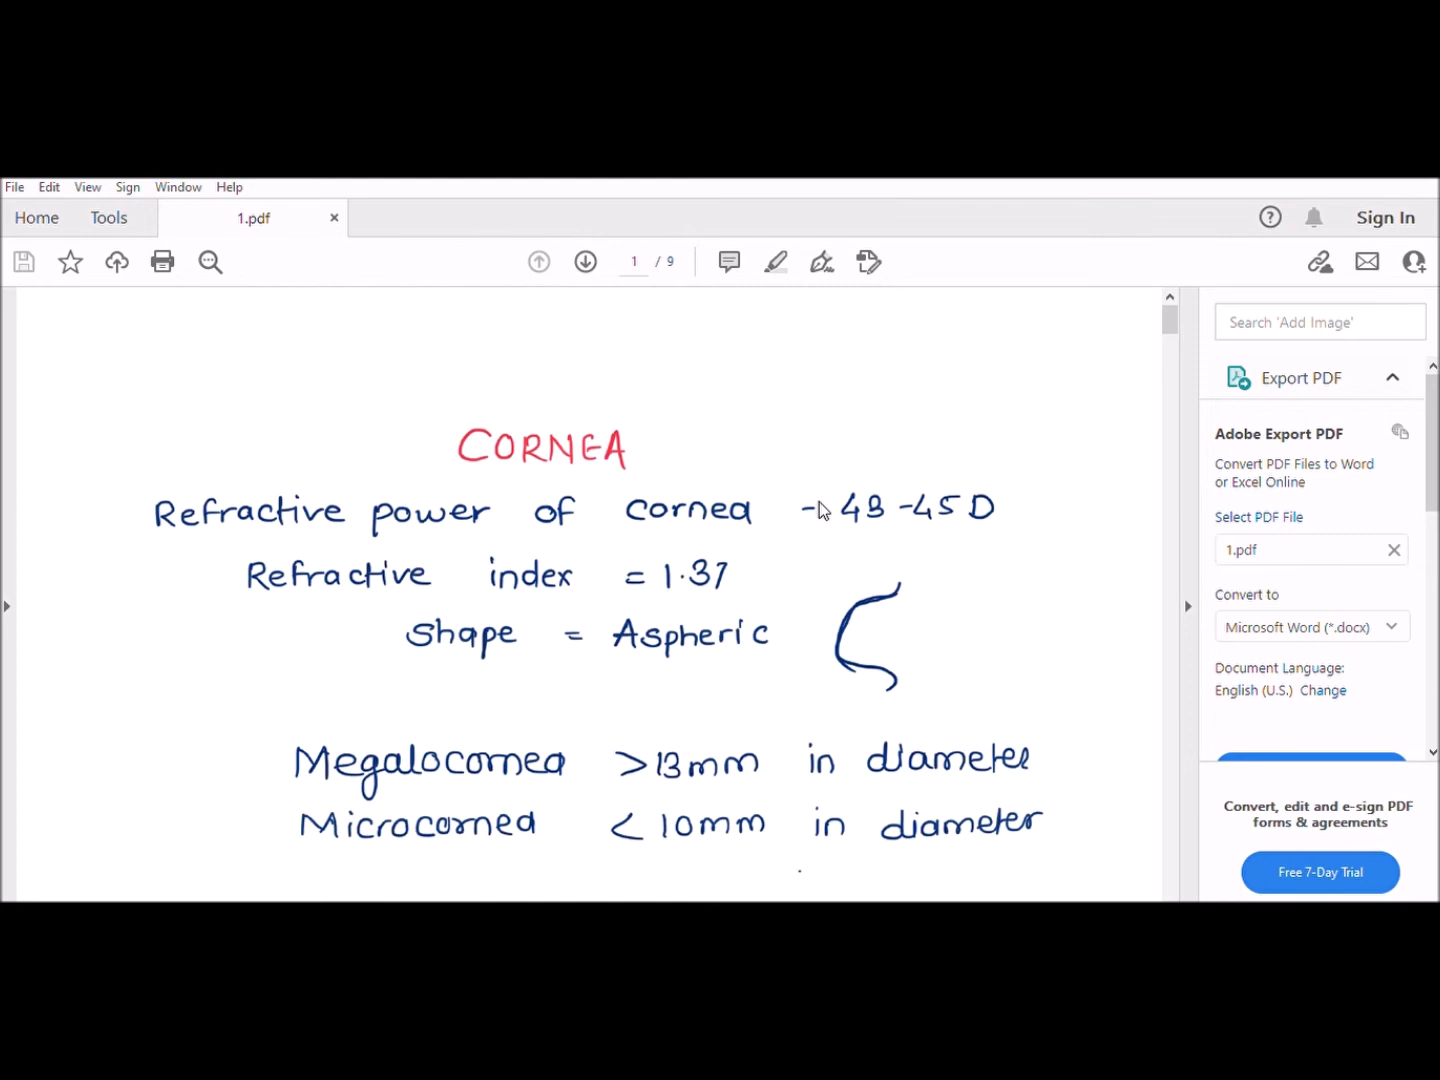 File Edit View Sign Window Help
Home Tools 1.pdf × ? Sign In
1 / 9
Search 'Add Image'
Export PDF
Adobe Export PDF
Convert PDF Files to Word
or Excel Online
Select PDF File
1.pdf
Convert to
Microsoft Word (*.docx)
Document Language:
English (U.S.) Change
Convert, edit and e-sign PDF
forms & agreements
Free 7-Day Trial
CORNEA
Refractive power of cornea - 43 -45 D
Refractive index = 1.37
Shape = Aspheric
Megalocornea >13mm in diameter
Microcornea < 10mm in diameter